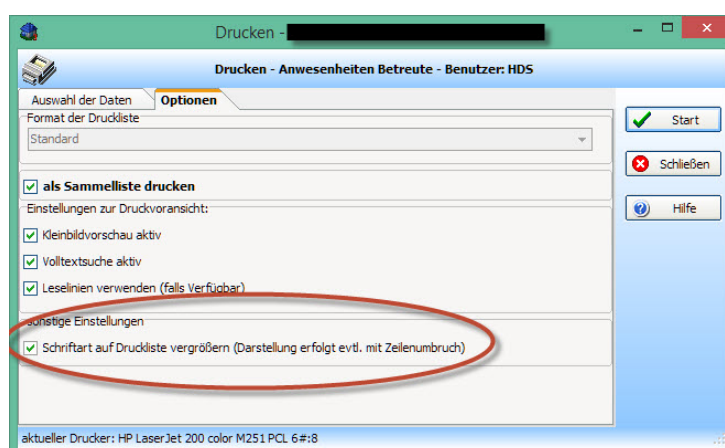 Drucken -
Drucken - Anwesenheiten Betreute - Benutzer: HDS
Auswahl der Daten
Optionen
Format der Druckliste
Standard
als Sammelliste drucken
Einstellungen zur Druckvoransicht:
Kleinbildvorschau aktiv
Volltextsuche aktiv
Leselinien verwenden (falls Verfügbar)
sonstige Einstellungen
Schriftart auf Druckliste vergrößern (Darstellung erfolgt evtl. mit Zeilenumbruch)
Start
Schließen
Hilfe
aktueller Drucker: HP LaserJet 200 color M251 PCL 6#:8